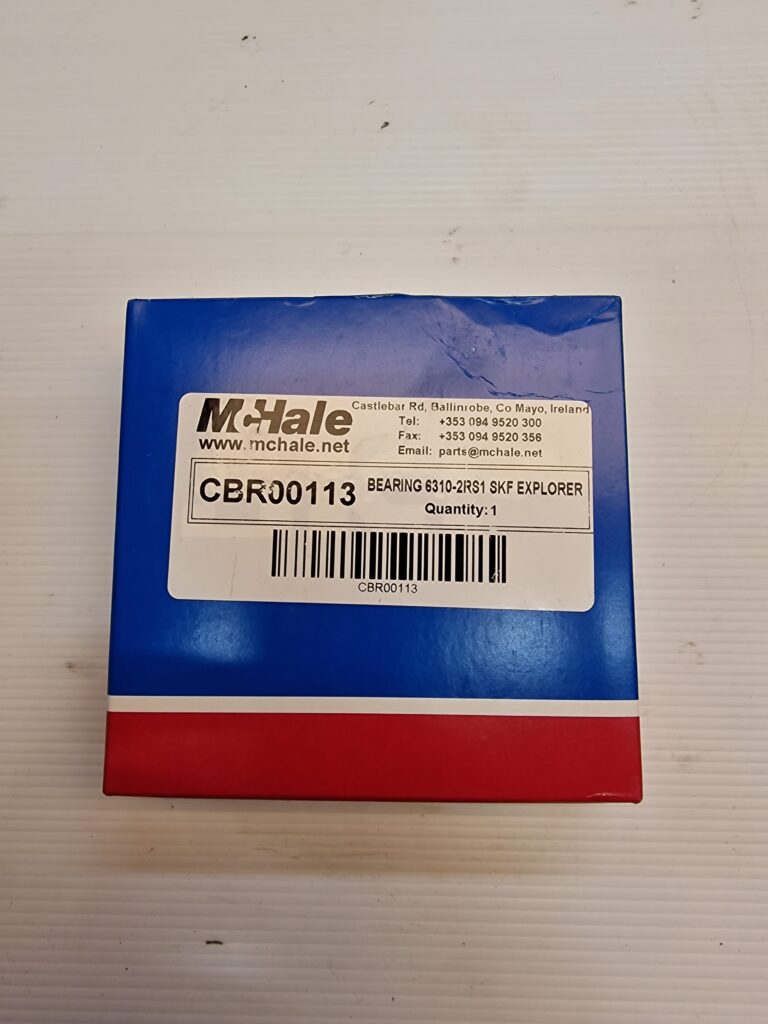 McHale
www.mchale.net
Castlebar Rd, Ballinrobe, Co Mayo, Ireland
Tel: +353 094 9520 300
Fax: +353 094 9520 356
Email: parts@mchale.net
CBR00113
BEARING 6310-2RS1 SKF EXPLORER
Quantity: 1
CBR00113